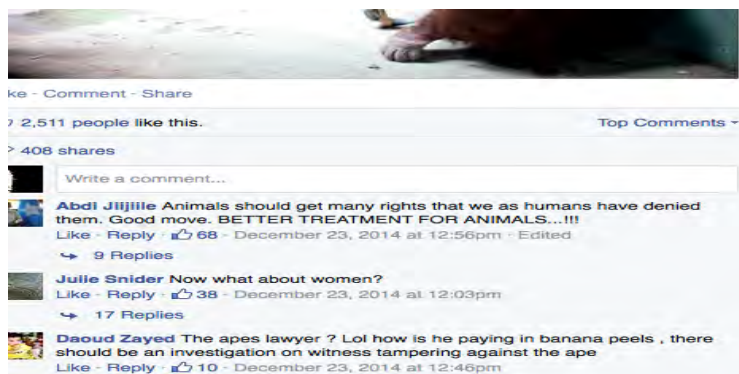 ke · Comment · Share
2,511 people like this. Top Comments
408 shares
Write a comment...
Abdi Jiijiile Animals should get many rights that we as humans have denied
them. Good move. BETTER TREATMENT FOR ANIMALS...!!!
Like · Reply · 68 · December 23, 2014 at 12:56pm · Edited
9 Replies
Julie Snider Now what about women?
Like · Reply · 38 · December 23, 2014 at 12:03pm
17 Replies
Daoud Zayed The apes lawyer ? Lol how is he paying in banana peels , there
should be an investigation on witness tampering against the ape
Like · Reply · 10 · December 23, 2014 at 12:46pm